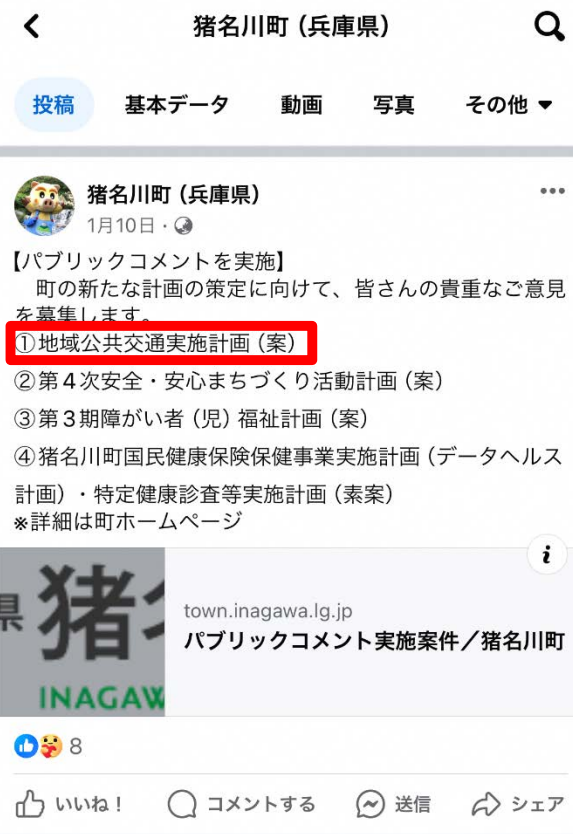 猪名川町（兵庫県）
投稿 基本データ 動画 写真 その他
猪名川町（兵庫県）
1月10日
【パブリックコメントを実施】
町の新たな計画の策定に向けて、皆さんの貴重なご意見
を募集します。
①地域公共交通実施計画（案）
②第４次安全・安心まちづくり活動計画（案）
③第３期障がい者（児）福祉計画（案）
④猪名川町国民健康保険保健事業実施計画（データヘルス
計画）・特定健康診査等実施計画（素案）
※詳細は町ホームページ
県 猪名
INAGAW
i
town.inagawa.lg.jp
パブリックコメント実施案件／猪名川町
8
いいね！ コメントする 送信 シェア